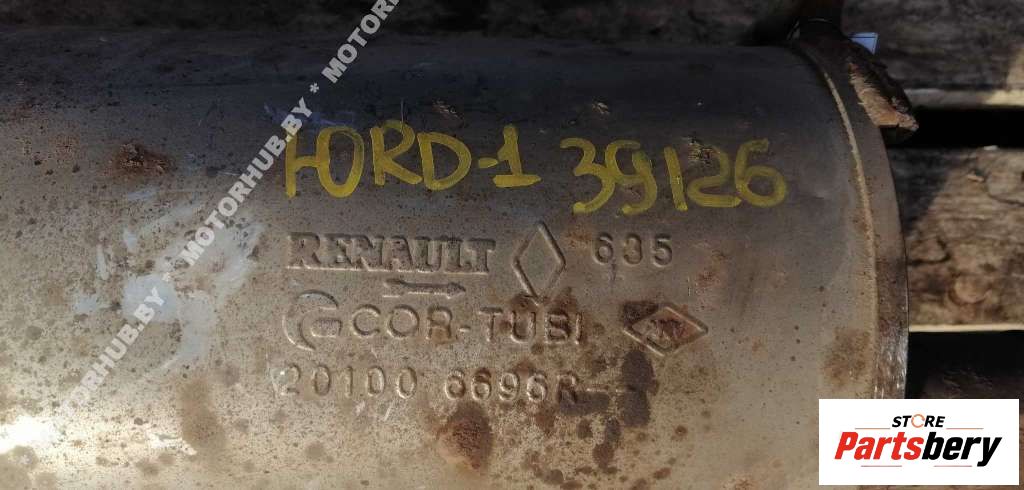 MOTORHUB.BY * MOTORHUB.BY * MOTOR
FORD-1 39126
RENAULT 635
COR-TUBI
20100 6696R
STORE
Partsbery